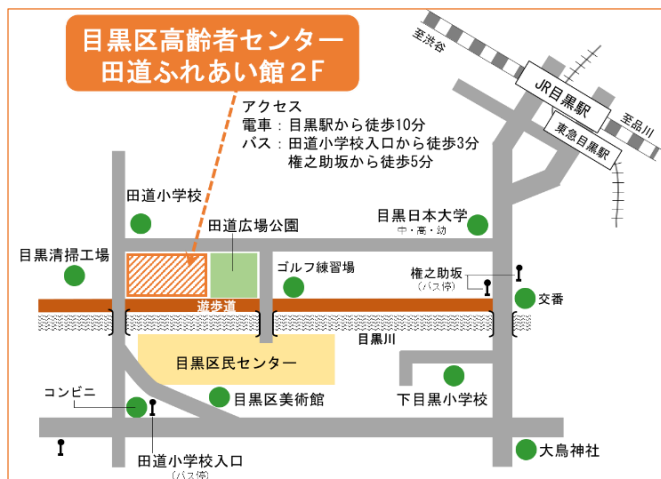 目黒区高齢者センター
田道ふれあい館２F
アクセス
電車：目黒駅から徒歩10分
バス：田道小学校入口から徒歩3分
権之助坂から徒歩5分
至渋谷
JR目黒駅
至品川
東急目黒駅
田道小学校
田道広場公園
目黒日本大学
中・高・幼
目黒清掃工場
ゴルフ練習場
権之助坂
(バス停)
交番
遊歩道
目黒川
目黒区民センター
コンビニ
目黒区美術館
下目黒小学校
田道小学校入口
(バス停)
大鳥神社